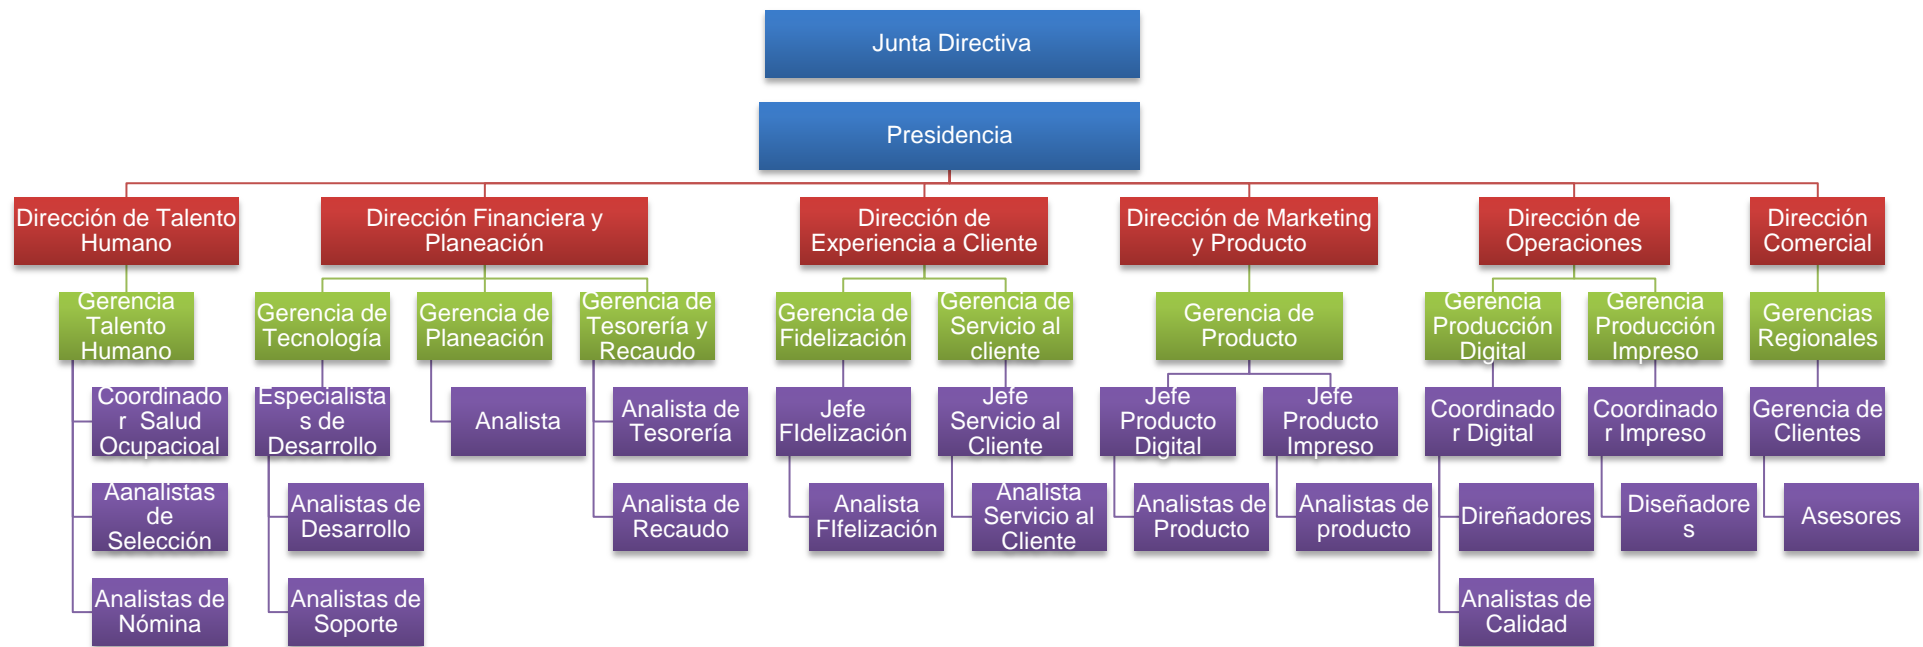 Junta Directiva
Presidencia
Dirección de Talento
Humano
Dirección Financiera y
Planeación
Dirección de
Experiencia a Cliente
Dirección de Marketing
y Producto
Dirección de
Operaciones
Dirección
Comercial
Gerencia
Talento
Humano
Gerencia de
Tecnología
Gerencia de
Planeación
Gerencia de
Tesorería y
Recaudo
Gerencia de
Fidelización
Gerencia de
Servicio al
cliente
Gerencia de
Producto
Gerencia
Producción
Digital
Gerencia
Producción
Impreso
Gerencias
Regionales
Coordinado
r Salud
Ocupacioal
Especialista
s de
Desarrollo
Analista
Analista de
Tesorería
Jefe
FIdelización
Jefe
Servicio al
Cliente
Jefe
Producto
Digital
Jefe
Producto
Impreso
Coordinado
r Digital
Coordinado
r Impreso
Gerencia de
Clientes
Aanalistas
de
Selección
Analistas de
Desarrollo
Analista de
Recaudo
Analista
FIfelización
Analista
Servicio al
Cliente
Analistas de
Producto
Analistas de
producto
Direñadores
Diseñadore
s
Asesores
Analistas de
Nómina
Analistas de
Soporte
Analistas de
Calidad